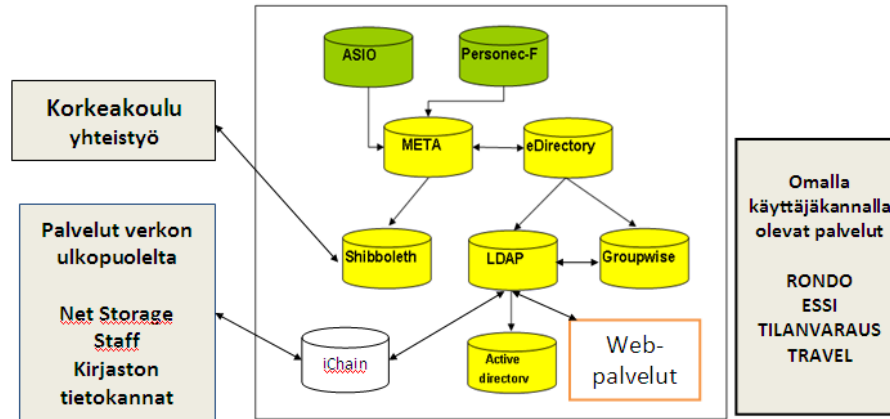 ASIO
Personec-F
Korkeakoulu
yhteistyö
META
eDirectory
Omalla
käyttäjäkannalla
olevat palvelut
RONDO
ESSI
TILANVARAUS
TRAVEL
Palvelut verkon
ulkopuolelta
Net Storage
Staff
Kirjaston
tietokannat
Shibboleth
LDAP
Groupwise
iChain
Active
directory
Web-
palvelut